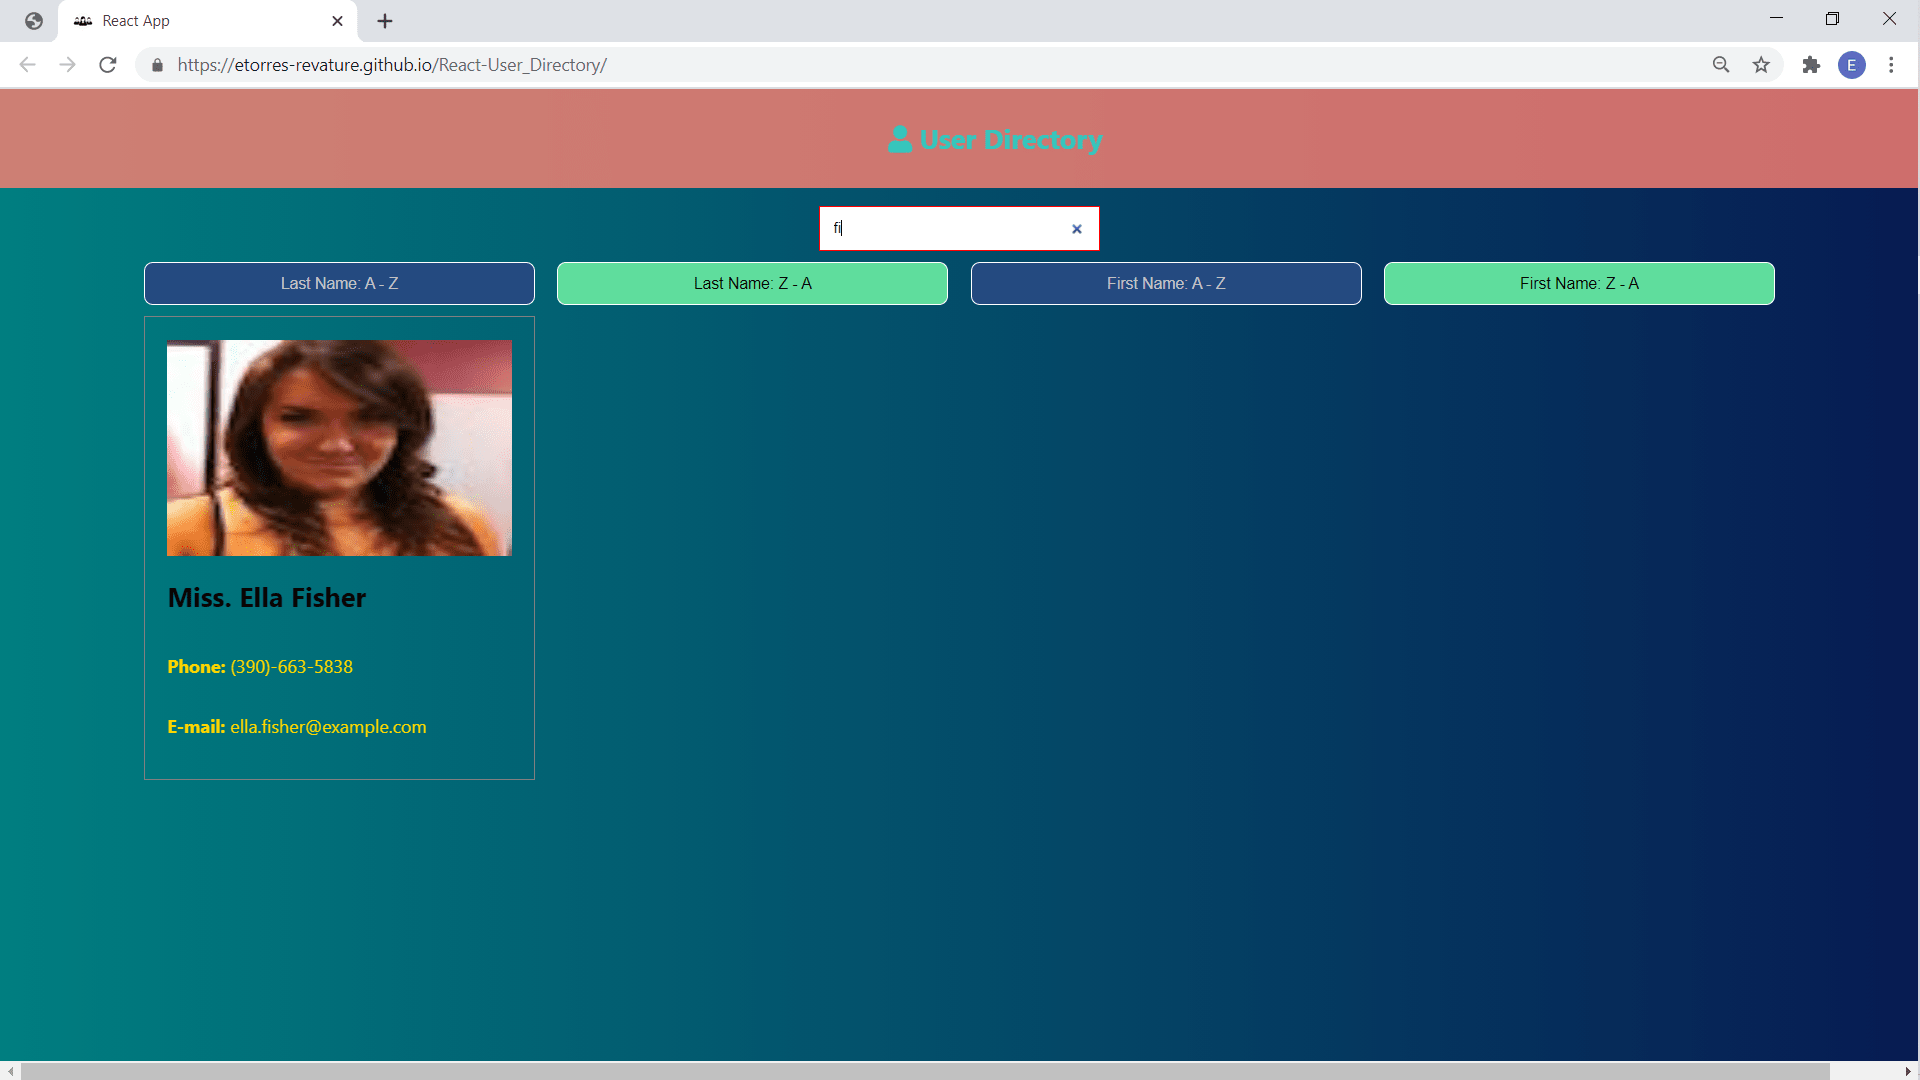 React App
https://etorres-revature.github.io/React-User_Directory/
E
User Directory
fi
Last Name: A - Z
Last Name: Z - A
First Name: A - Z
First Name: Z - A
Miss. Ella Fisher
Phone: (390)-663-5838
E-mail: ella.fisher@example.com